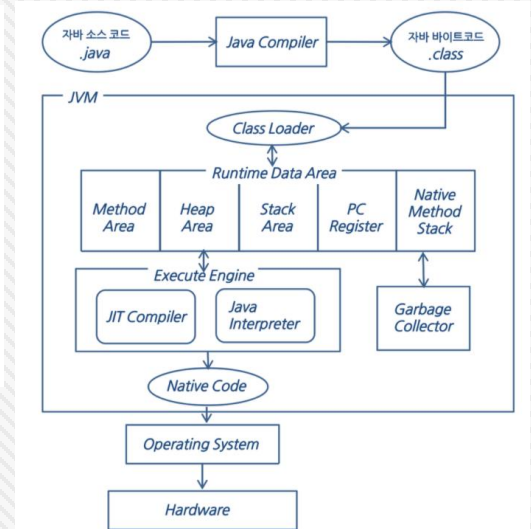 자바 소스 코드
.java
Java Compiler
자바 바이트코드
.class
JVM
Class Loader
Runtime Data Area
Method
Area
Heap
Area
Stack
Area
PC
Register
Native
Method
Stack
Execute Engine
JIT Compiler
Java
Interpreter
Garbage
Collector
Native Code
Operating System
Hardware